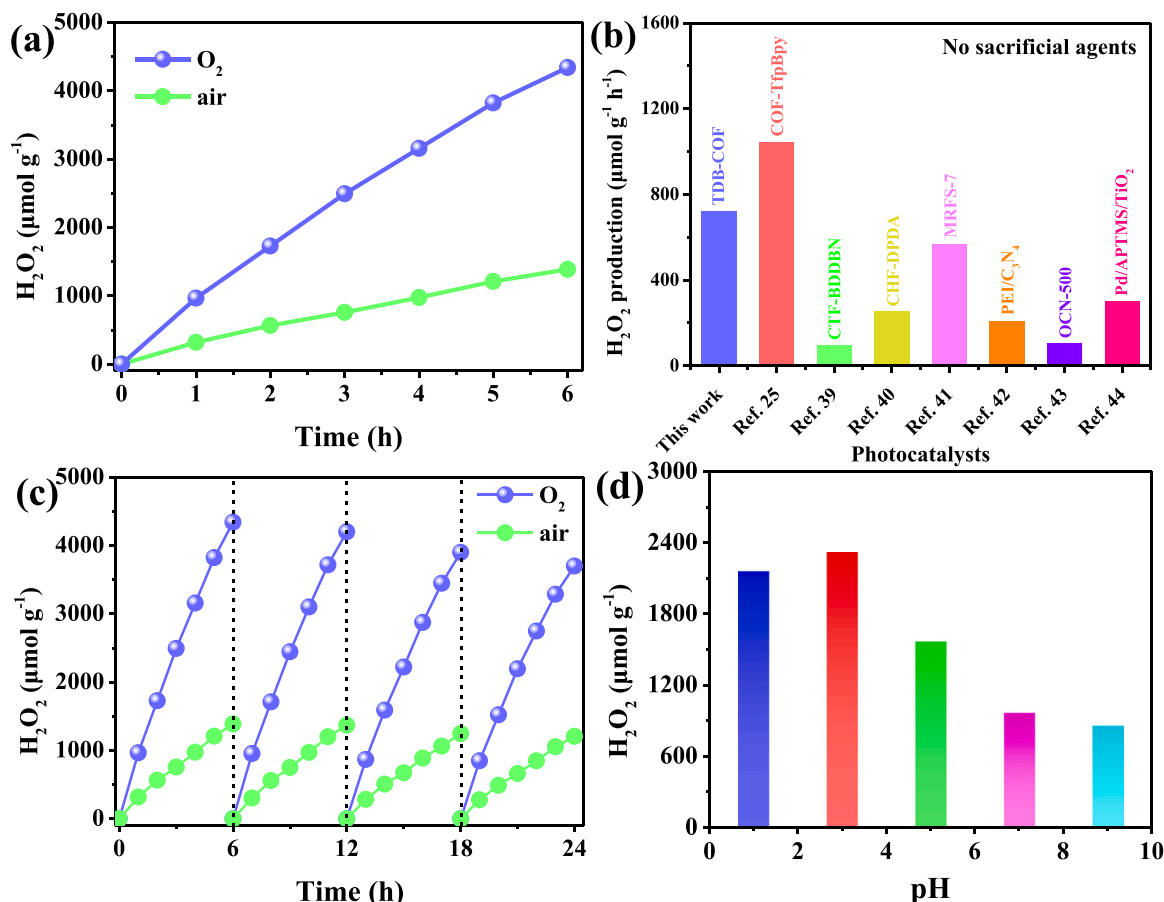 (a)
O₂
air
5000
4000
3000
2000
1000
0
H₂O₂ (μmol g⁻¹)
0 1 2 3 4 5 6
Time (h)
(b)
No sacrificial agents
1600
1200
800
400
0
H₂O₂ production (μmol g⁻¹ h⁻¹)
TDB-COF
COF-TfpBpy
CTF-BDDBN
CHF-DPDA
MRFS-7
PEI/C₃N₄
OCN-500
Pd/APTMS/TiO₂
This work
Ref. 25
Ref. 39
Ref. 40
Ref. 41
Ref. 42
Ref. 43
Ref. 44
Photocatalysts
(c)
O₂
air
5000
4000
3000
2000
1000
0
H₂O₂ (μmol g⁻¹)
0 6 12 18 24
Time (h)
(d)
3000
2400
1800
1200
600
0
H₂O₂ (μmol g⁻¹)
0 2 4 6 8 10
pH